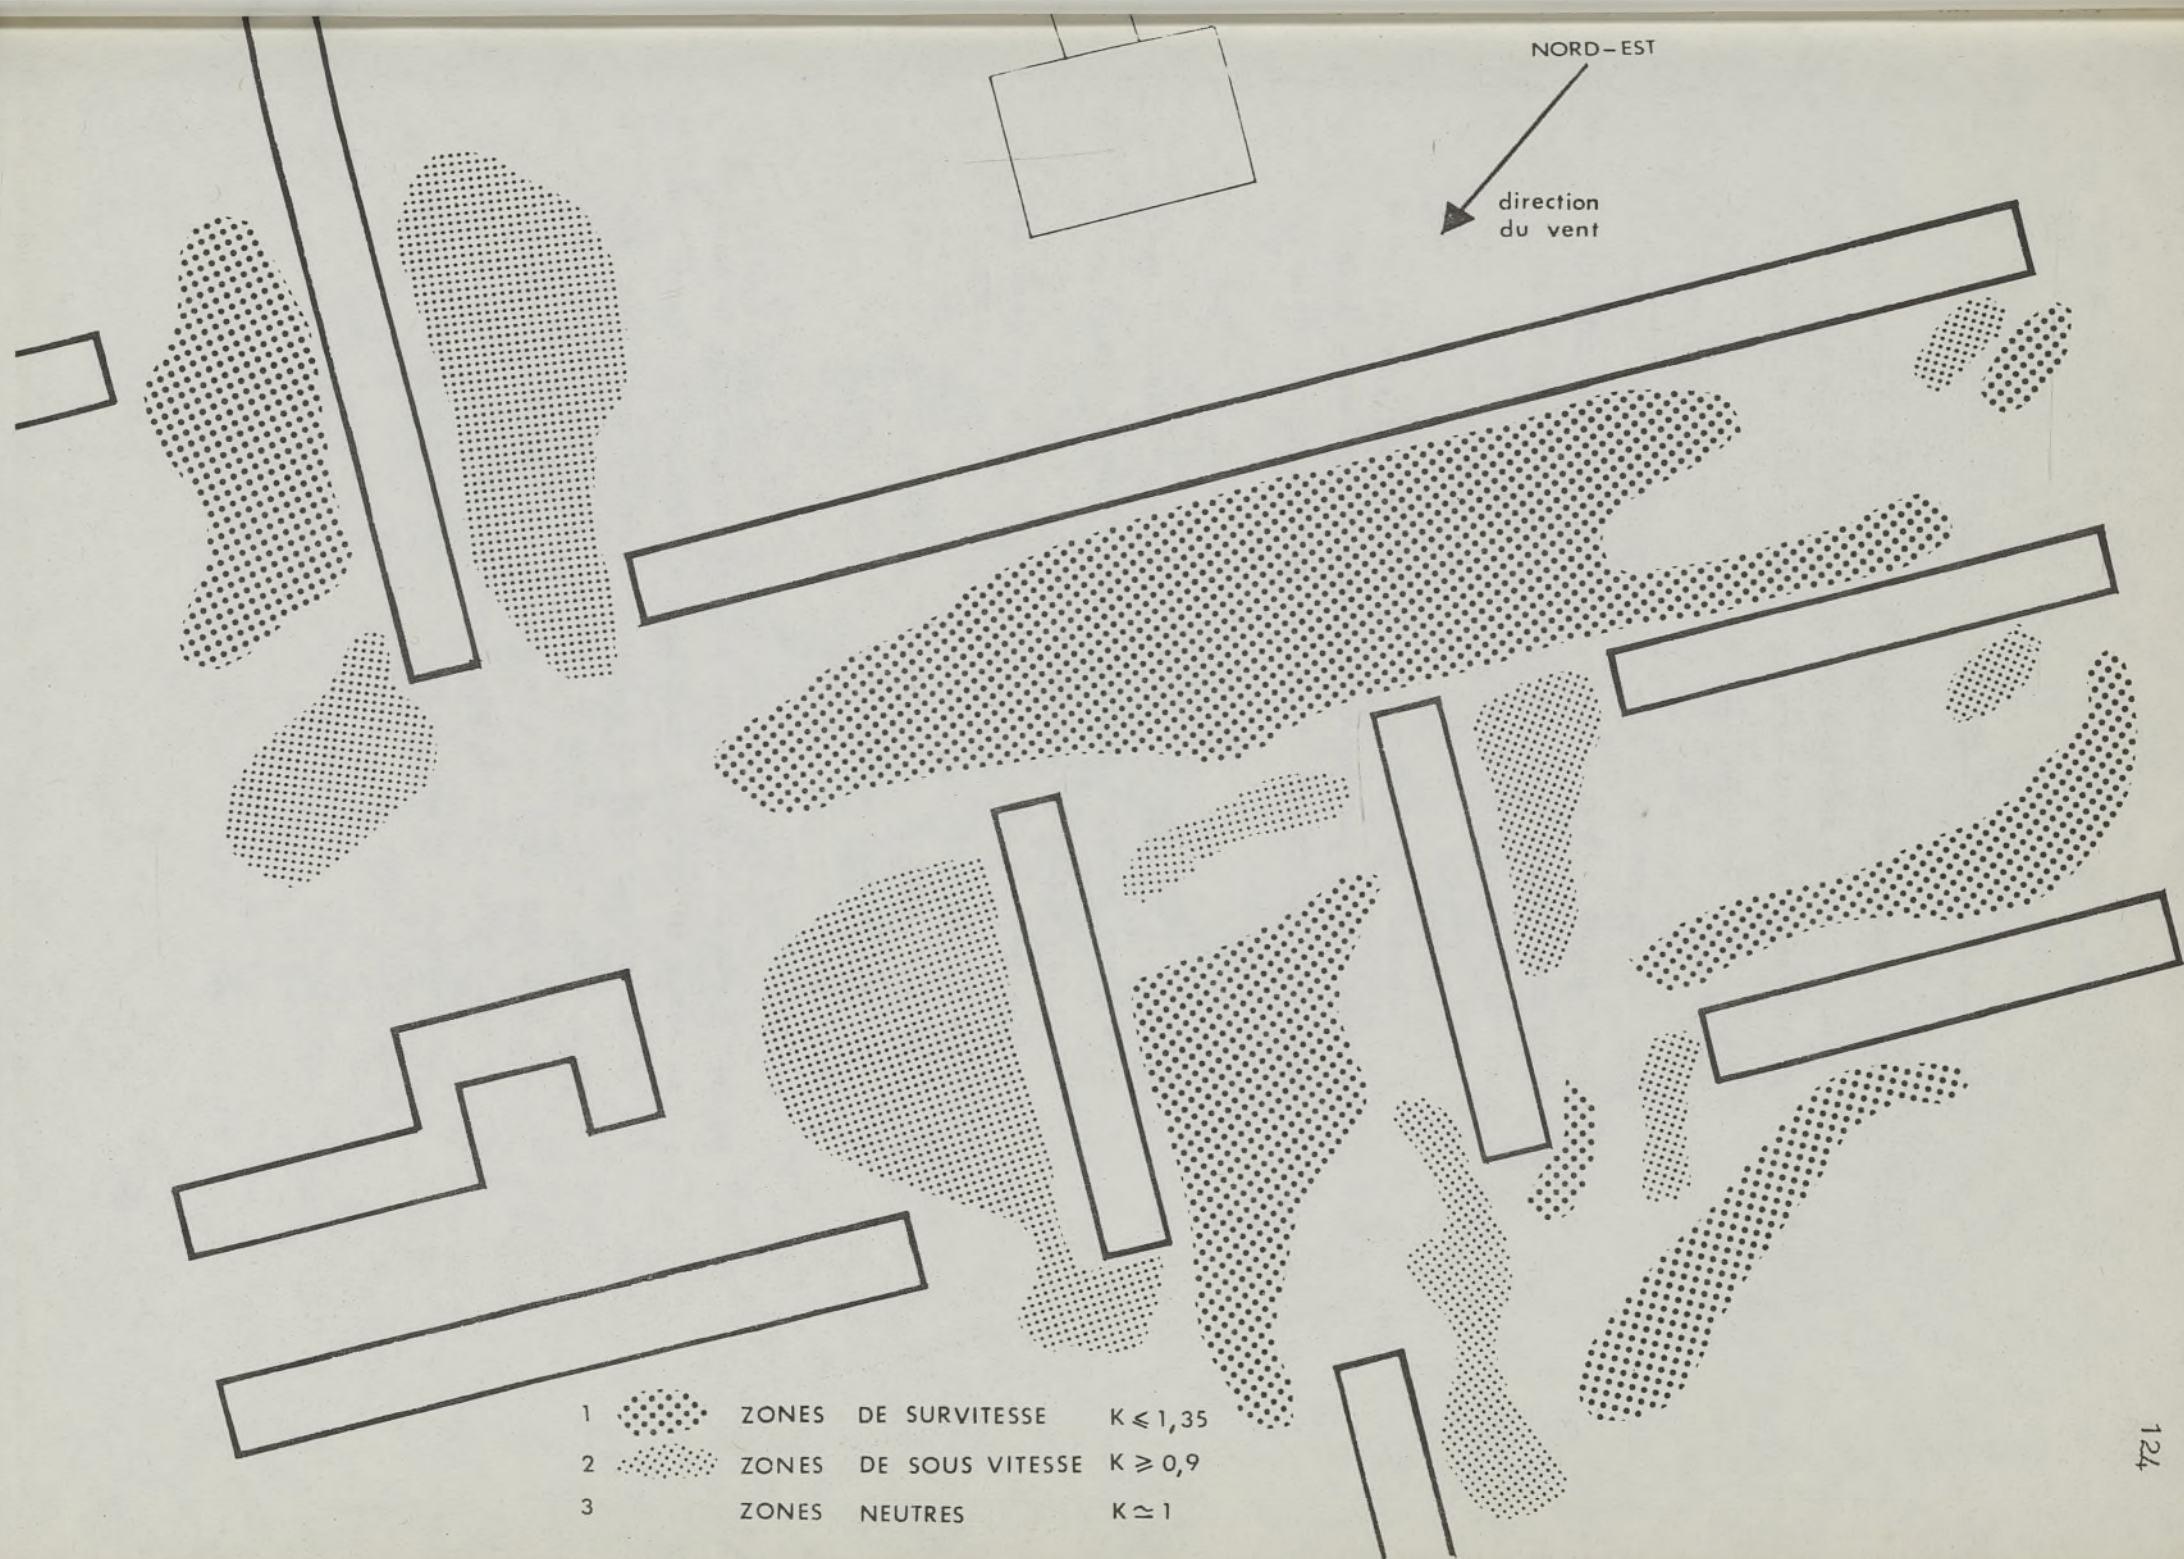 NORD-EST
direction
du vent
1 ZONES DE SURVITESSE K ⩽ 1,35
2 ZONES DE SOUS VITESSE K ⩾ 0,9
3 ZONES NEUTRES K ≃ 1
124